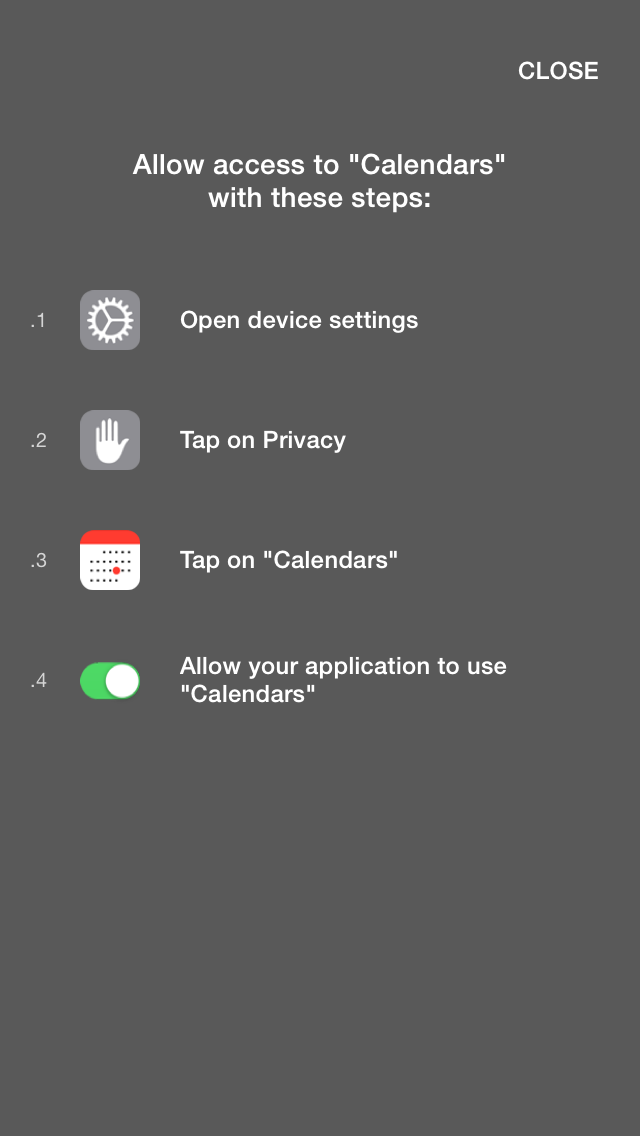 CLOSE
Allow access to "Calendars"
with these steps:
.1 Open device settings
.2 Tap on Privacy
.3 Tap on "Calendars"
.4 Allow your application to use
"Calendars"